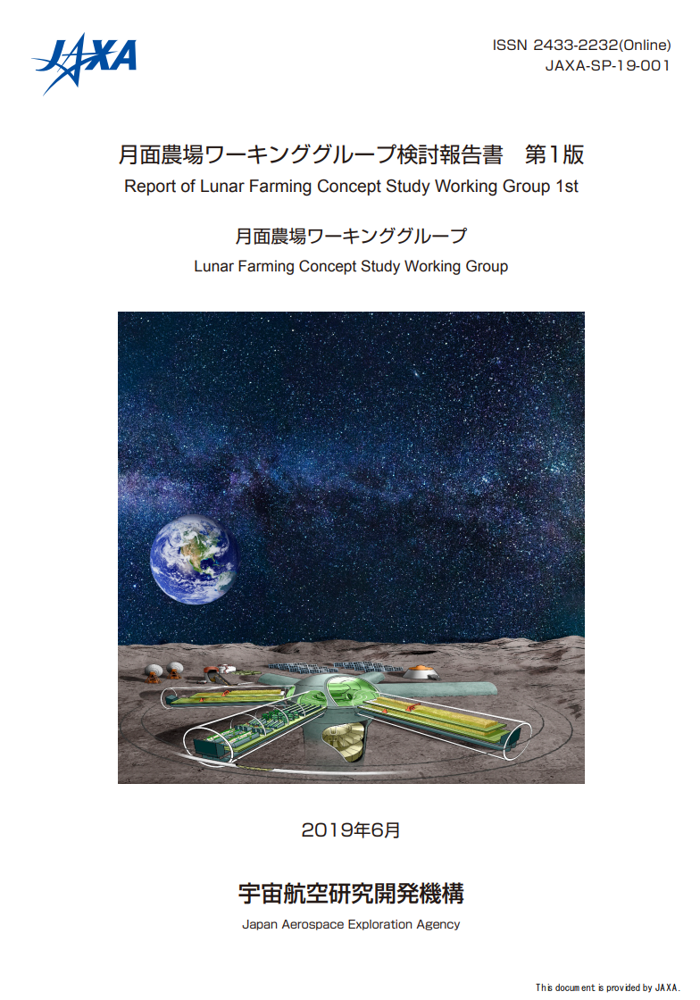 JAXA
ISSN 2433-2232(Online)
JAXA-SP-19-001
月面農場ワーキンググループ検討報告書　第1版
Report of Lunar Farming Concept Study Working Group 1st
月面農場ワーキンググループ
Lunar Farming Concept Study Working Group
2019年6月
宇宙航空研究開発機構
Japan Aerospace Exploration Agency
This document is provided by JAXA.